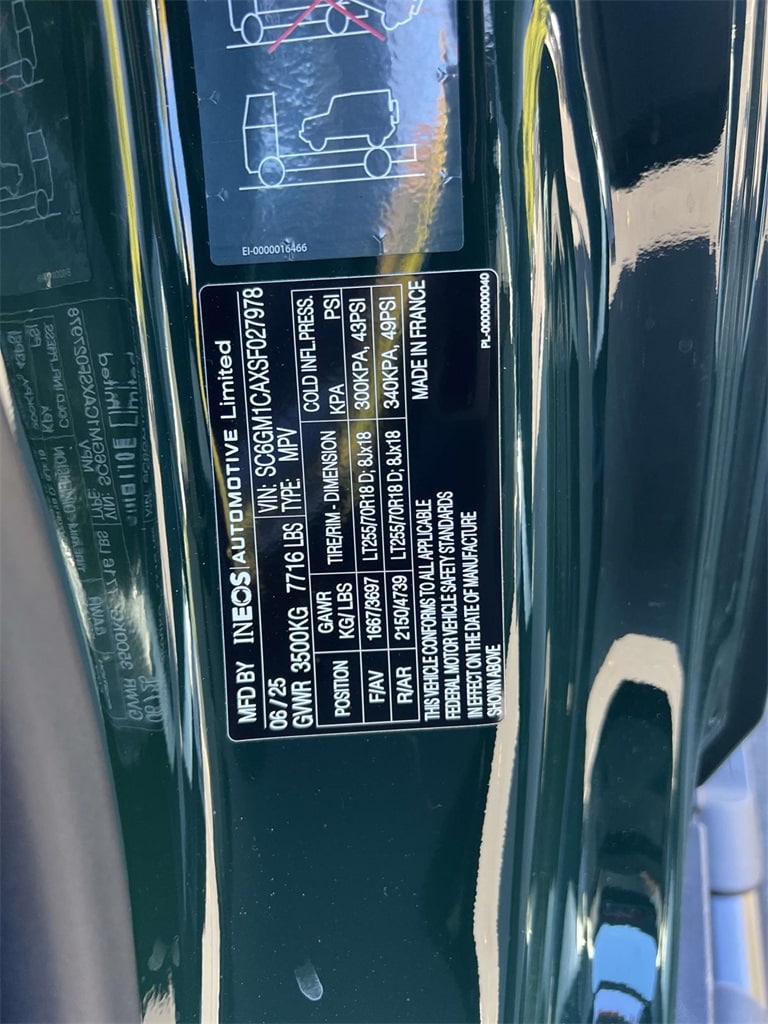 EI-0000016466
MFD BY INEOS | AUTOMOTIVE Limited
06 / 25 VIN: SC6GM1CAXSF027978
GVWR 3500KG 7716 LBS TYPE: MPV
POSITION GAWR KG/LBS TIRE/RIM - DIMENSION COLD INFL.PRESS. KPA PSI
F/AV 1667/3697 LT255/70R18 D; 8Jx18 300KPA, 43PSI
R/AR 2150/4739 LT255/70R18 D; 8Jx18 340KPA, 49PSI
THIS VEHICLE CONFORMS TO ALL APPLICABLE MADE IN FRANCE
FEDERAL MOTOR VEHICLE SAFETY STANDARDS
IN EFFECT ON THE DATE OF MANUFACTURE
SHOWN ABOVE
PL-0000000040